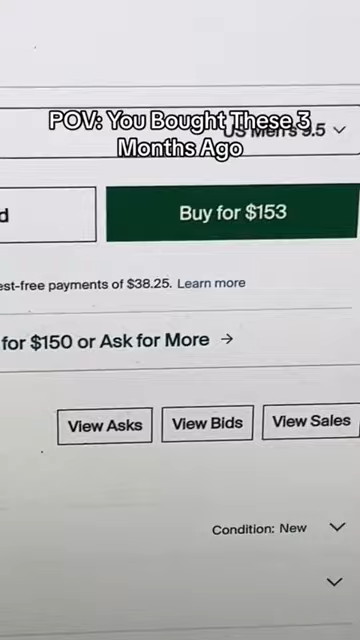 POV: You Bought These 3
Months Ago
US Men's 9.5
d
Buy for $153
est-free payments of $38.25. Learn more
for $150 or Ask for More →
View Asks
View Bids
View Sales
Condition: New